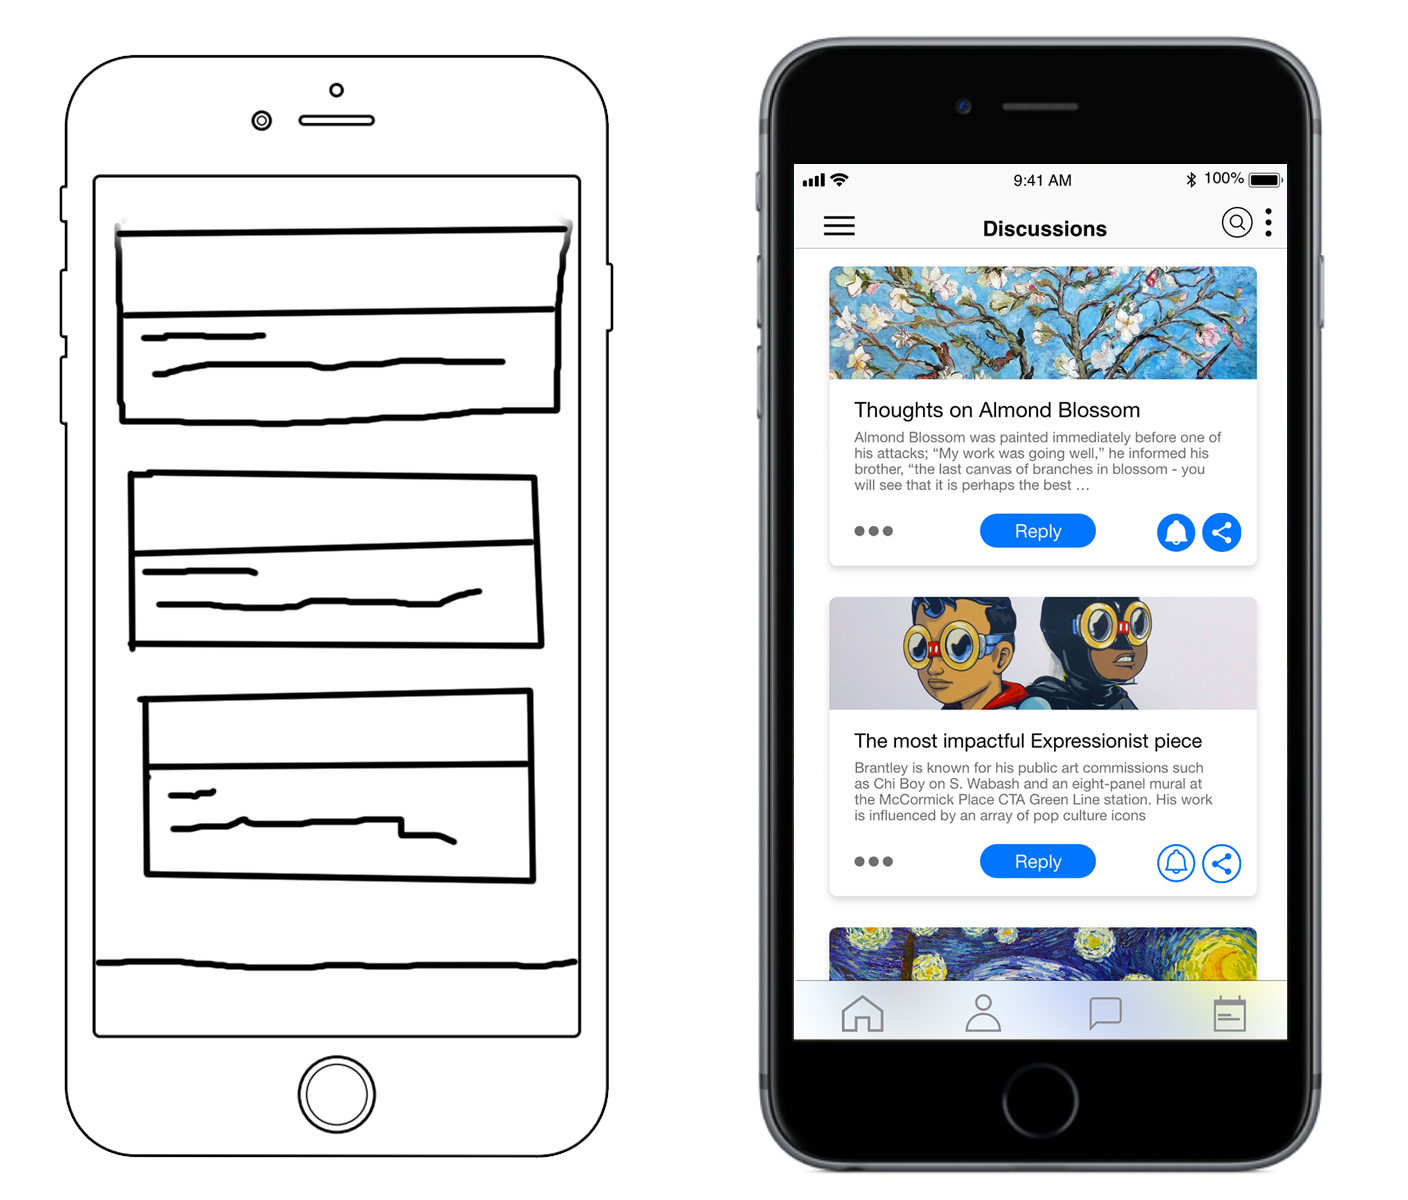 9:41 AM
100%
Discussions
Thoughts on Almond Blossom
Almond Blossom was painted immediately before one of
his attacks; “My work was going well,” he informed his
brother, “the last canvas of branches in blossom - you
will see that it is perhaps the best ...
Reply
The most impactful Expressionist piece
Brantley is known for his public art commissions such
as Chi Boy on S. Wabash and an eight-panel mural at
the McCormick Place CTA Green Line station. His work
is influenced by an array of pop culture icons
Reply